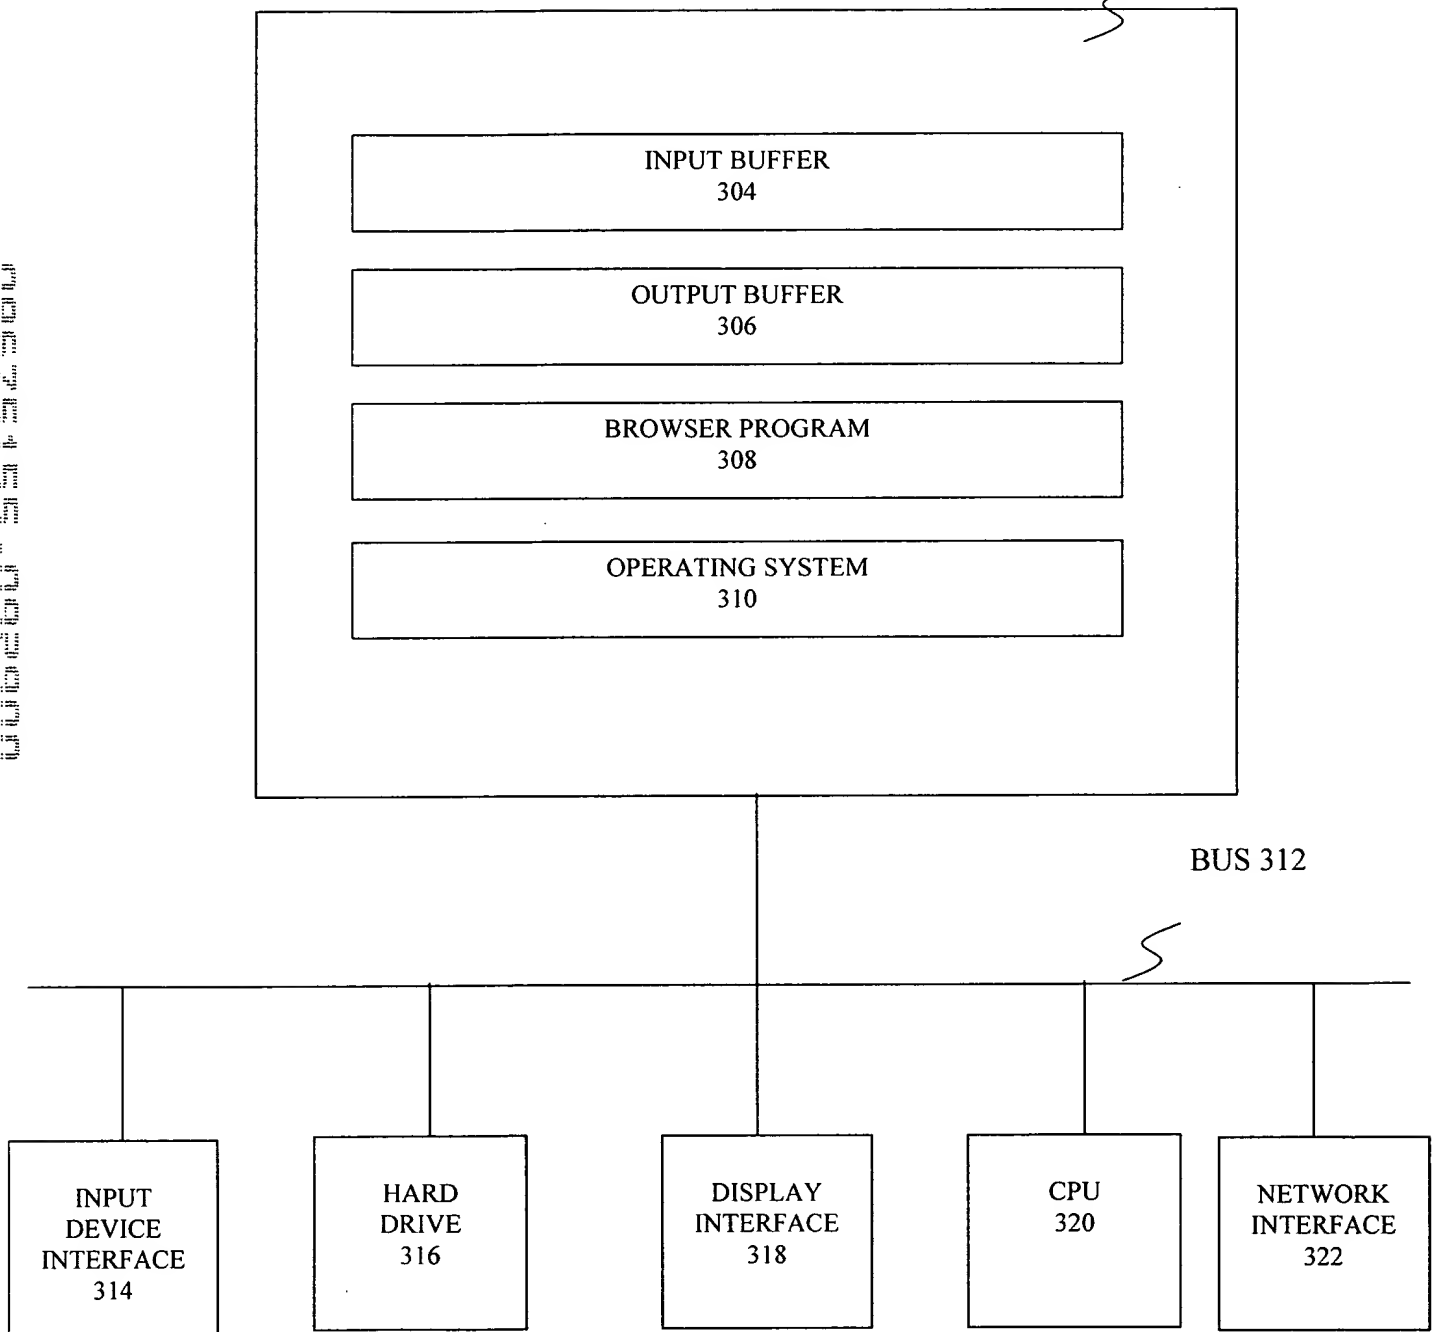 INPUT BUFFER
304
OUTPUT BUFFER
306
BROWSER PROGRAM
308
OPERATING SYSTEM
310
BUS 312
INPUT
DEVICE
INTERFACE
314
HARD
DRIVE
316
DISPLAY
INTERFACE
318
CPU
320
NETWORK
INTERFACE
322